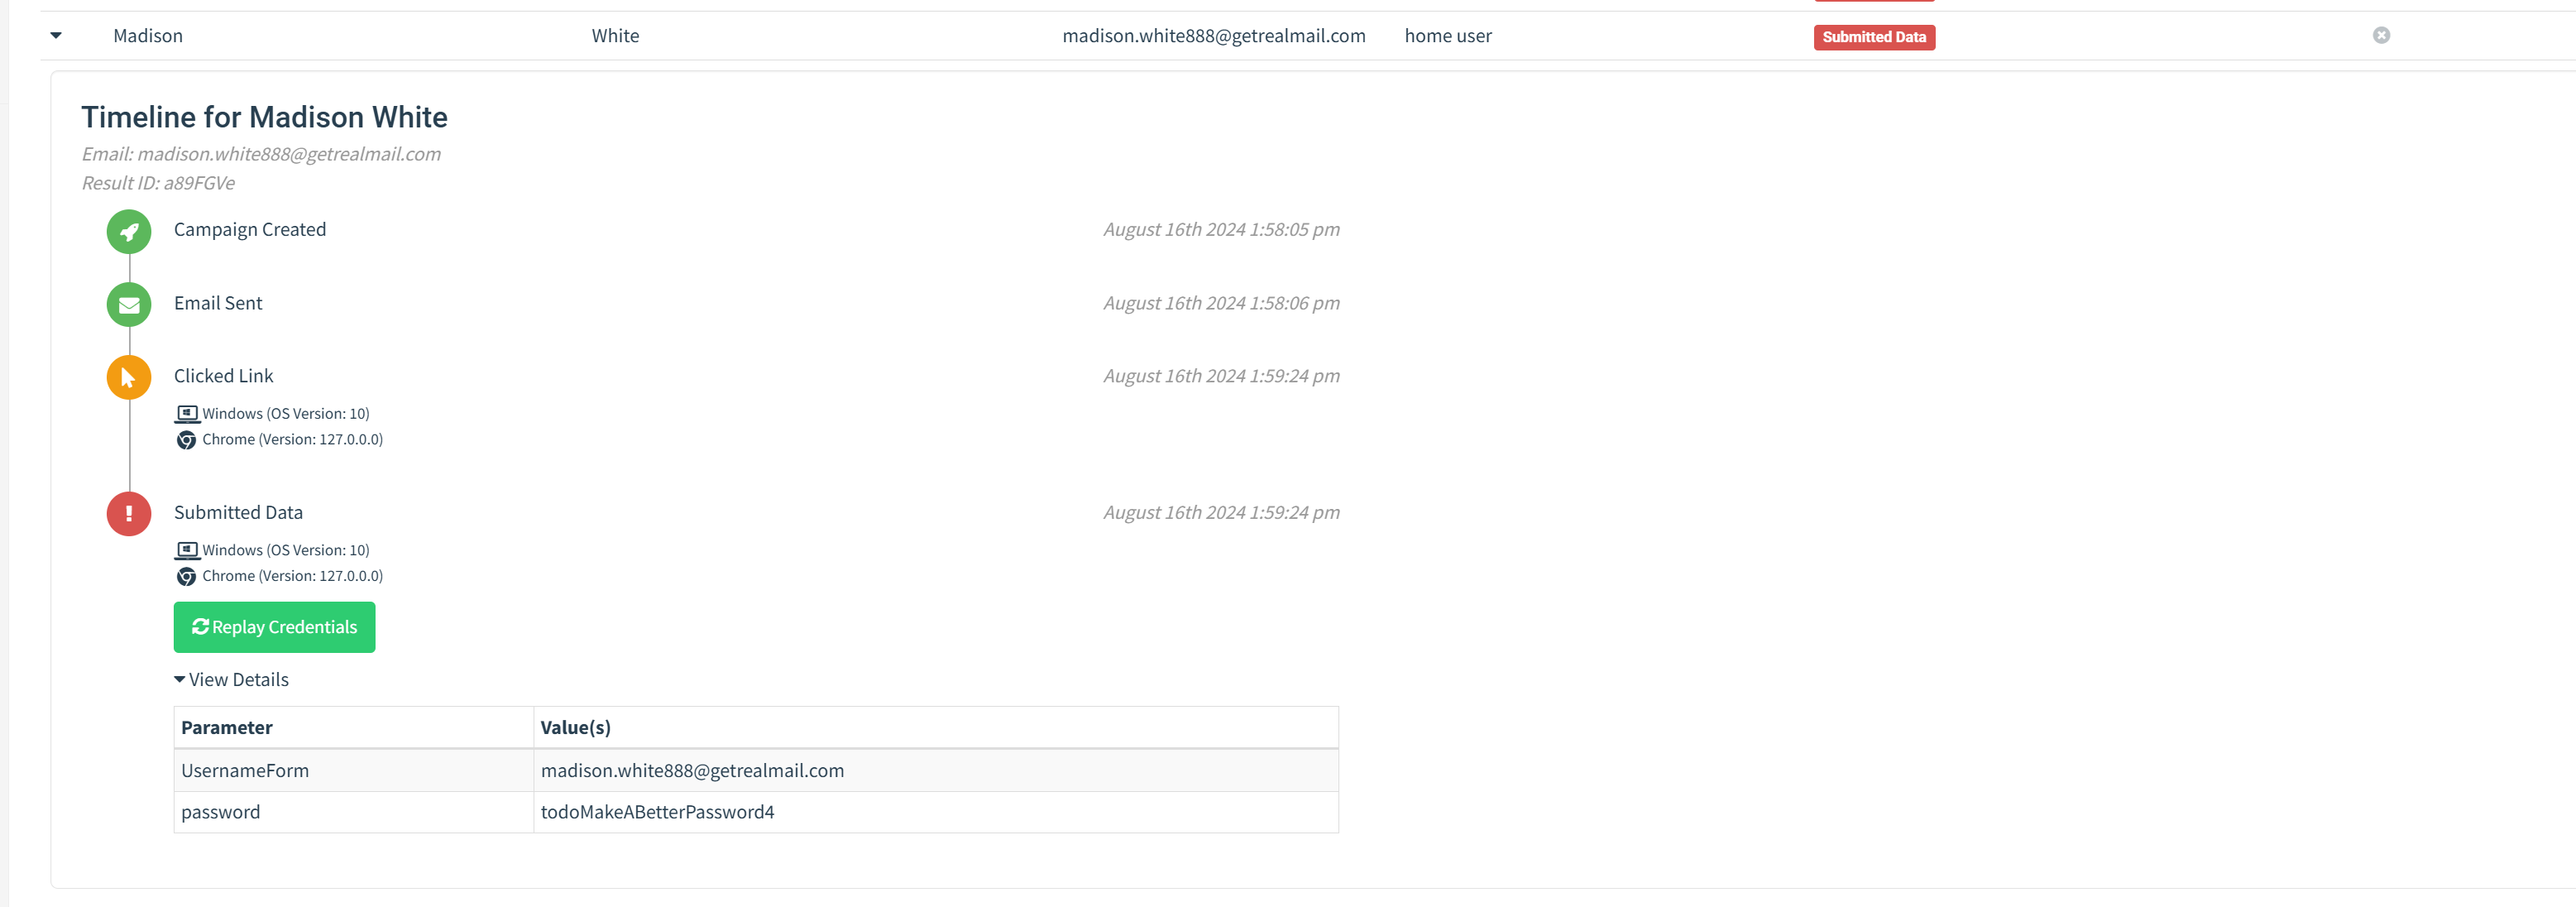 Madison White madison.white888@getrealmail.com home user Submitted Data
Timeline for Madison White
Email: madison.white888@getrealmail.com
Result ID: a89FGVe
Campaign Created August 16th 2024 1:58:05 pm
Email Sent August 16th 2024 1:58:06 pm
Clicked Link August 16th 2024 1:59:24 pm
Windows (OS Version: 10)
Chrome (Version: 127.0.0.0)
Submitted Data August 16th 2024 1:59:24 pm
Windows (OS Version: 10)
Chrome (Version: 127.0.0.0)
Replay Credentials
View Details
Parameter Value(s)
UsernameForm madison.white888@getrealmail.com
password todoMakeABetterPassword4